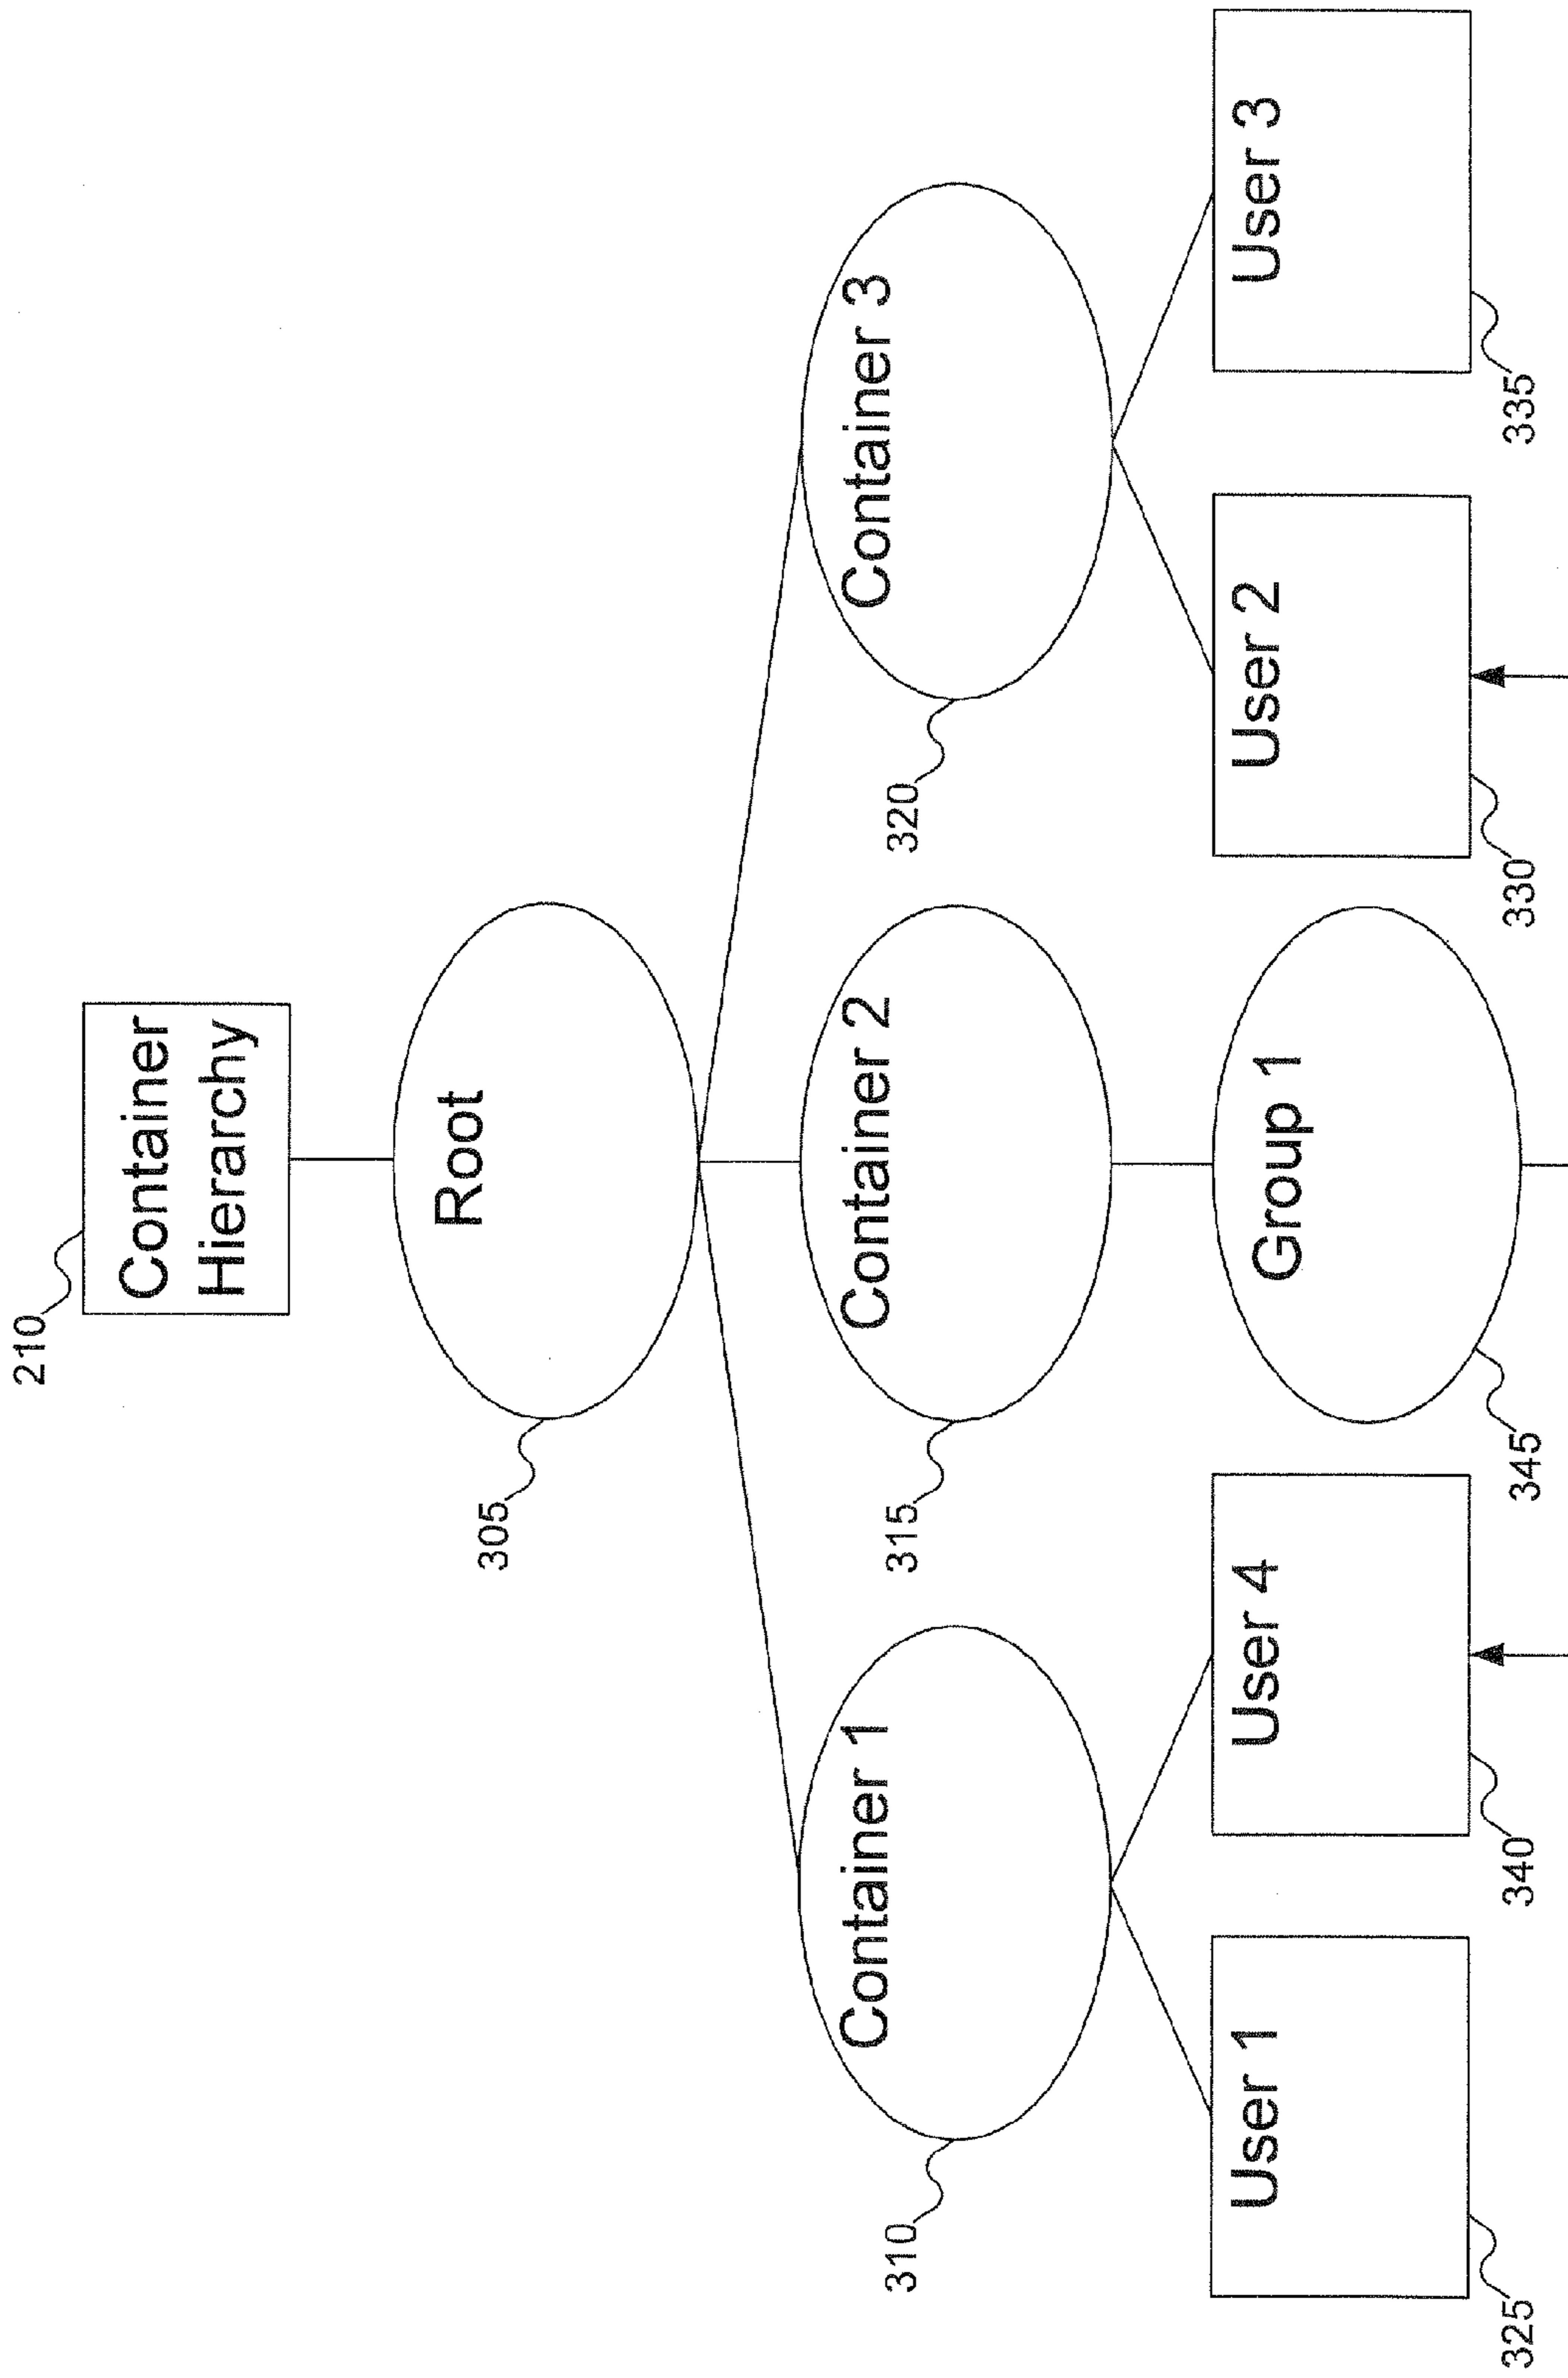 210
Container
Hierarchy
305
Root
310
Container 1
315
Container 2
320
Container 3
User 1
User 4
Group 1
User 2
User 3
325
340
345
330
335